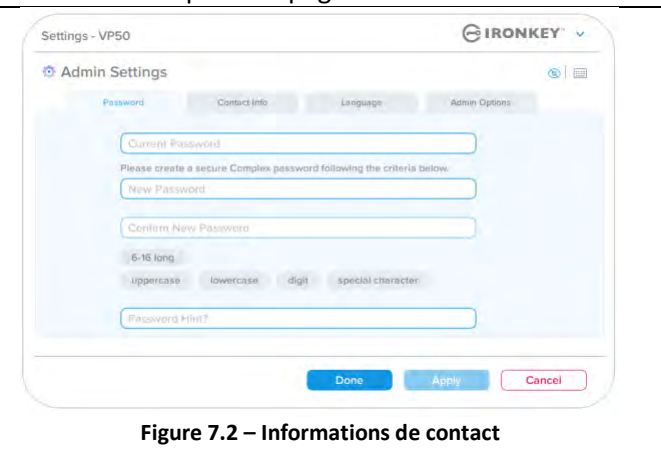 Settings - VP50
IRONKEY
Admin Settings
Password Contact Info Language Admin Options
Current Password
Please create a secure Complex password following the criteria below.
New Password
Confirm New Password
6-16 long
uppercase lowercase digit special character
Password Hint?
Done Apply Cancel
Figure 7.2 – Informations de contact